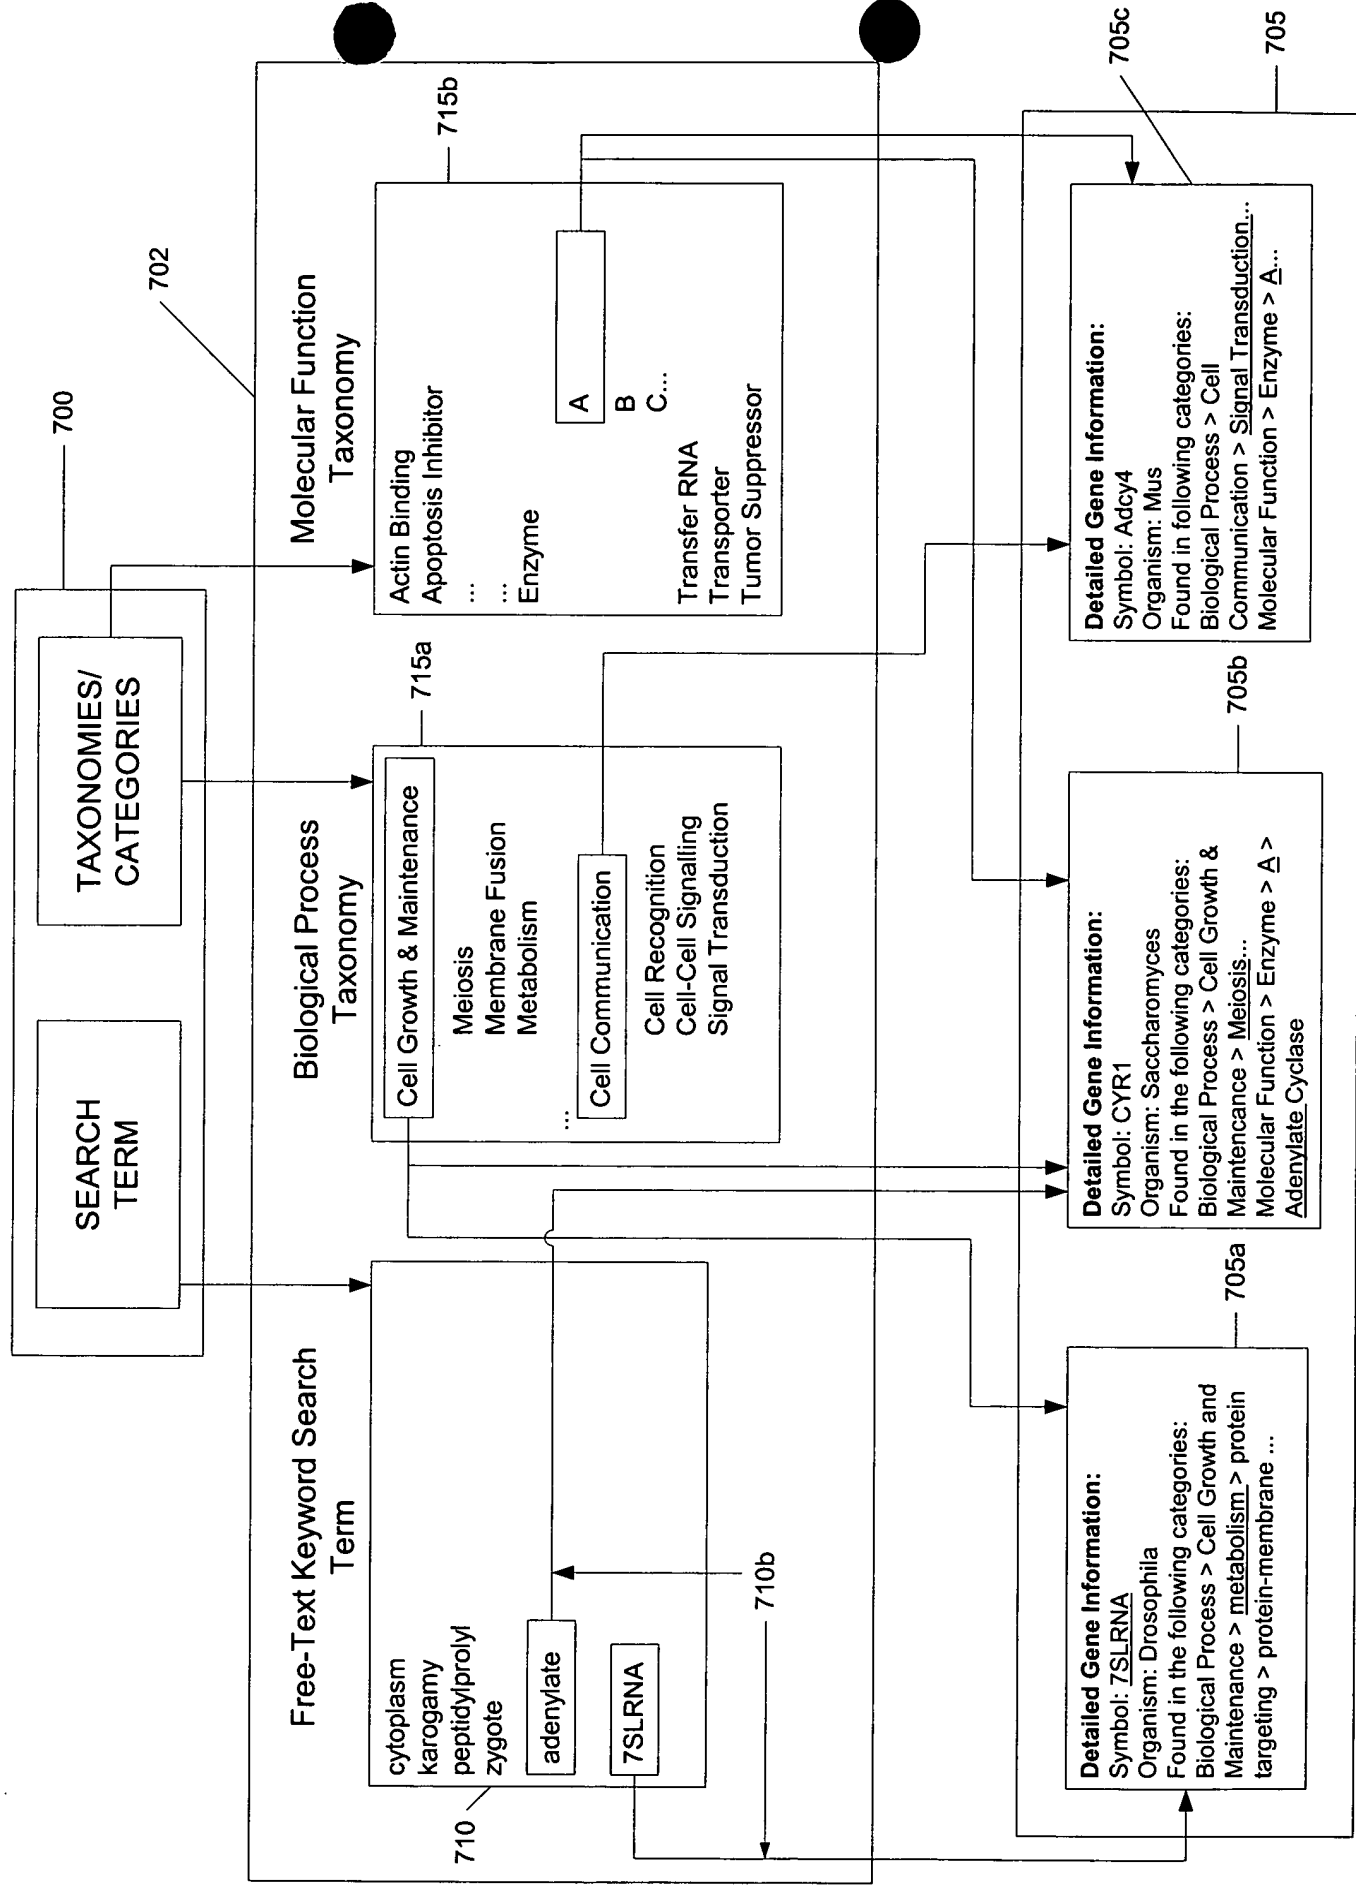 700
SEARCH
TERM
TAXONOMIES/
CATEGORIES
702
Free-Text Keyword Search
Term
cytoplasm
karogamy
peptidylprolyl
zygote
adenylate
7SLRNA
710
710b
Biological Process
Taxonomy
715a
Cell Growth & Maintenance
Meiosis
Membrane Fusion
Metabolism
...
Cell Communication
Cell Recognition
Cell-Cell Signalling
Signal Transduction
Molecular Function
Taxonomy
715b
Actin Binding
Apoptosis Inhibitor
...
...
Enzyme
A
B
C...
Transfer RNA
Transporter
Tumor Suppressor
705a
Detailed Gene Information:
Symbol: 7SLRNA
Organism: Drosophila
Found in the following categories:
Biological Process > Cell Growth and
Maintenance > metabolism > protein
targeting > protein-membrane ...
705b
Detailed Gene Information:
Symbol: CYR1
Organism: Saccharomyces
Found in the following categories:
Biological Process > Cell Growth &
Maintencance > Meiosis...
Molecular Function > Enzyme > A >
Adenylate Cyclase
705c
Detailed Gene Information:
Symbol: Adcy4
Organism: Mus
Found in following categories:
Biological Process > Cell
Communication > Signal Transduction...
Molecular Function > Enzyme > A...
705